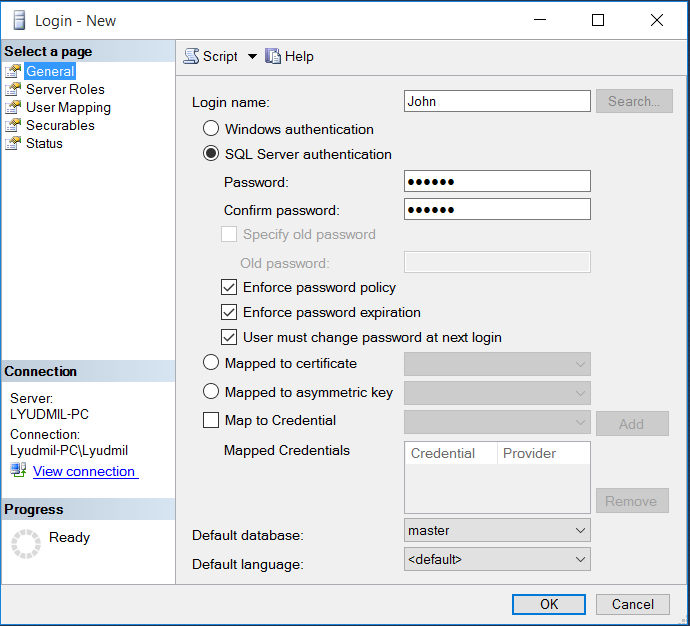 Login - New
Select a page
General
Server Roles
User Mapping
Securables
Status
Connection
Server:
LYUDMIL-PC
Connection:
Lyudmil-PC\Lyudmil
View connection
Progress
Ready
Script Help
Login name: John Search...
Windows authentication
SQL Server authentication
Password: ●●●●●●
Confirm password: ●●●●●●
Specify old password
Old password:
Enforce password policy
Enforce password expiration
User must change password at next login
Mapped to certificate
Mapped to asymmetric key
Map to Credential Add
Mapped Credentials Credential Provider
Remove
Default database: master
Default language: <default>
OK Cancel